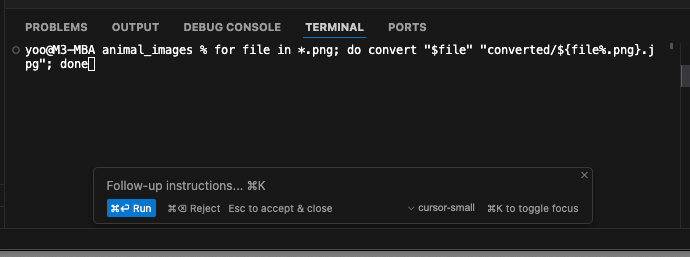 PROBLEMS OUTPUT DEBUG CONSOLE TERMINAL PORTS
yoo@M3-MBA animal_images % for file in *.png; do convert "$file" "converted/${file%.png}.j
pg"; done
Follow-up instructions... ⌘K
⌘⏎ Run ⌘⌫ Reject Esc to accept & close cursor-small ⌘K to toggle focus